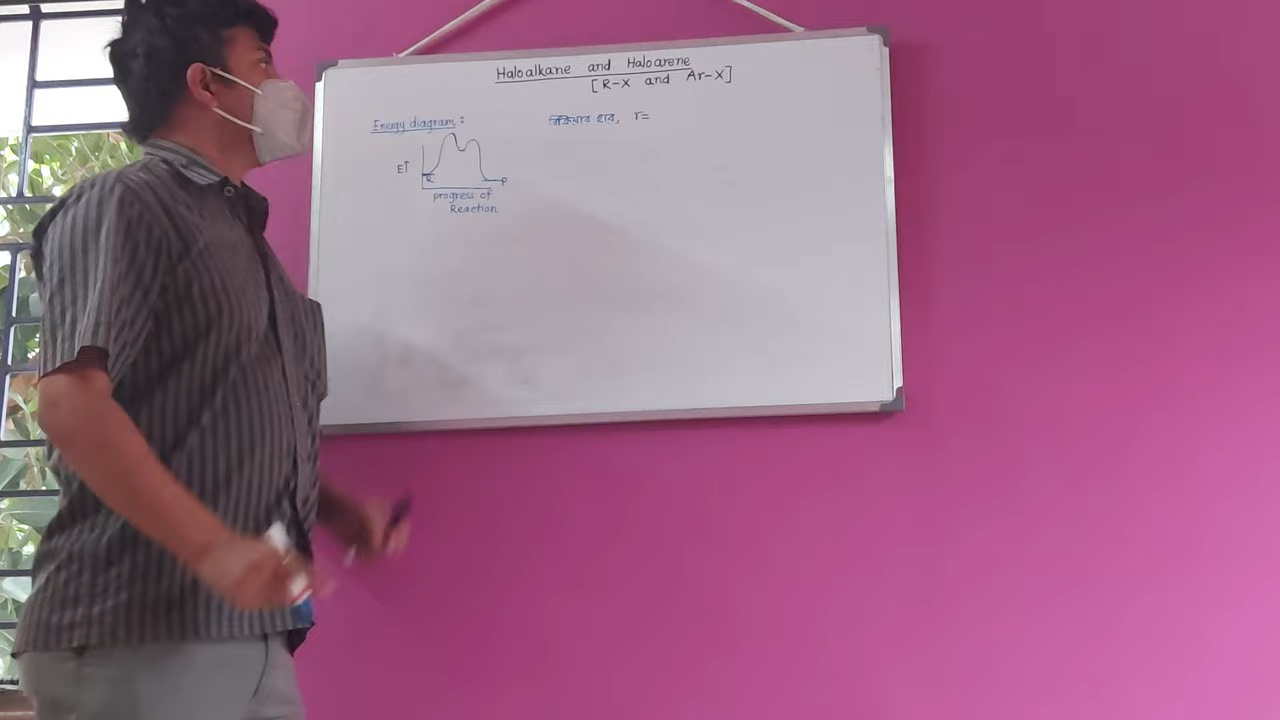 Haloalkane and Haloarene
[R-X and Ar-X]
Energy diagram:
বিক্রিয়ার হার, r=
E↑
R
P
progress of
Reaction